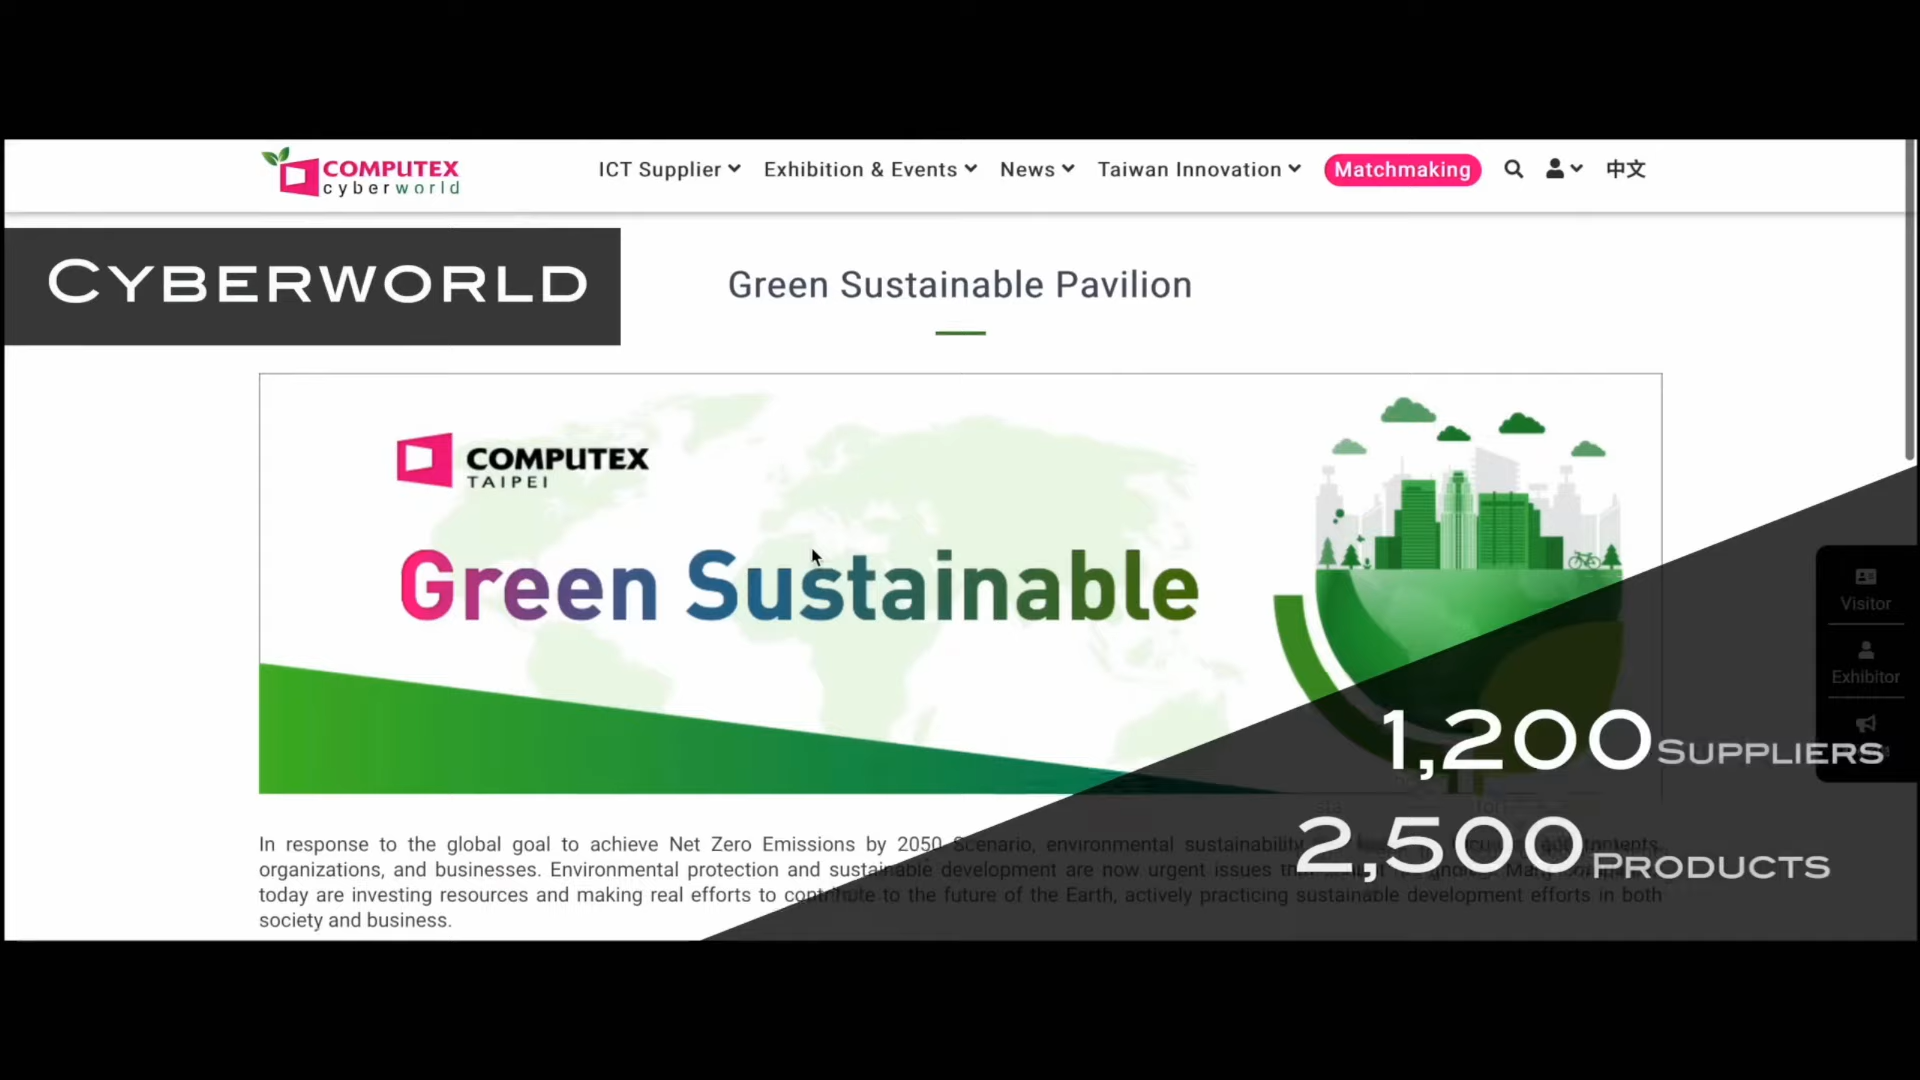 COMPUTEX
cyberworld
ICT Supplier
Exhibition & Events
News
Taiwan Innovation
Matchmaking
中文
CYBERWORLD
Green Sustainable Pavilion
COMPUTEX
TAIPEI
Green Sustainable
Visitor
Exhibitor
1,200 SUPPLIERS
2,500 PRODUCTS
In response to the global goal to achieve Net Zero Emissions by 2050 Scenario, environmental sustainability
organizations, and businesses. Environmental protection and sustainable development are now urgent issues
today are investing resources and making real efforts to contribute to the future of the Earth, actively practicing sustainable development efforts in both
society and business.